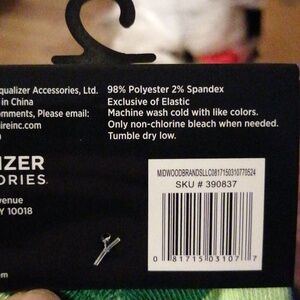 qualizer Accessories, Ltd.
in China
omments, Please email:
ireinc.com
98% Polyester 2% Spandex
Exclusive of Elastic
Machine wash cold with like colors.
Only non-chlorine bleach when needed.
Tumble dry low.
IZER
ORIES
venue
Y 10018
m
MIDWOODBRANDSLLC0817150310770524
SKU # 390837
0 81715 03107 7